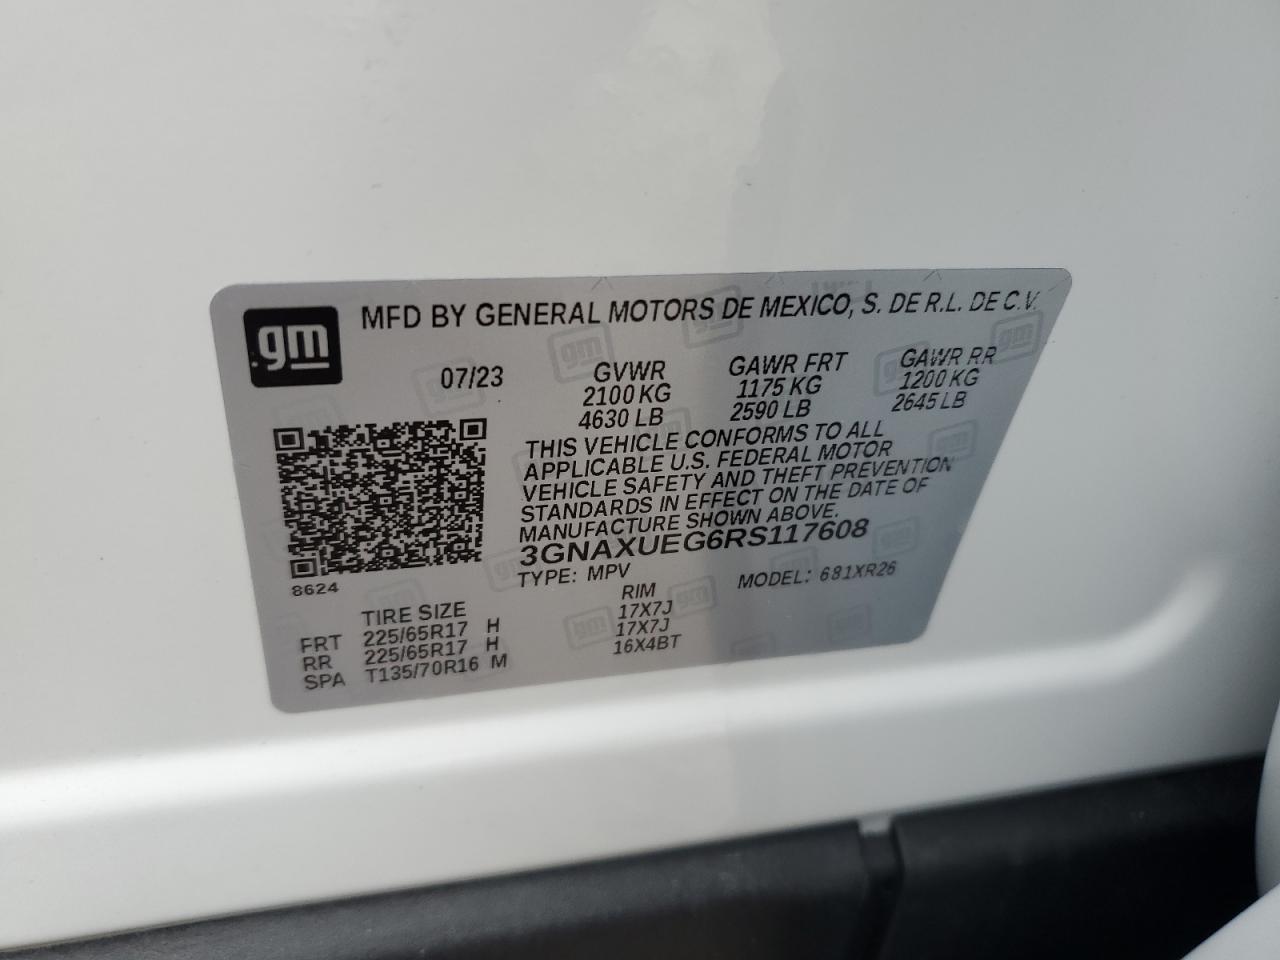 gm
MFD BY GENERAL MOTORS DE MEXICO, S. DE R.L. DE C.V.
07/23
GVWR GAWR FRT GAWR RR
2100 KG 1175 KG 1200 KG
4630 LB 2590 LB 2645 LB
THIS VEHICLE CONFORMS TO ALL
APPLICABLE U.S. FEDERAL MOTOR
VEHICLE SAFETY AND THEFT PREVENTION
STANDARDS IN EFFECT ON THE DATE OF
MANUFACTURE SHOWN ABOVE.
3GNAXUEG6RS117608
TYPE: MPV MODEL: 681XR26
8624
TIRE SIZE RIM
FRT 225/65R17 H 17X7J
RR 225/65R17 H 17X7J
SPA T135/70R16 M 16X4BT